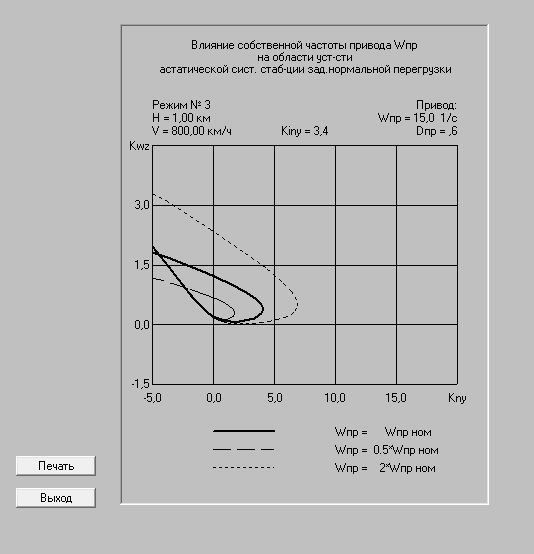 Влияние собственной частоты привода Wпр
на области уст-сти
астатической сист. стаб-ции зад.нормальной перегрузки
Режим № 3
Привод:
H = 1,00 км
Wпр = 15,0 1/с
V = 800,00 км/ч
Kiny = 3,4
Dпр = ,6
Kwz
3,0
1,5
0,0
-1,5
-5,0
0,0
5,0
10,0
15,0
Kny
Wпр = Wпр ном
Wпр = 0.5*Wпр ном
Wпр = 2*Wпр ном
Печать
Выход